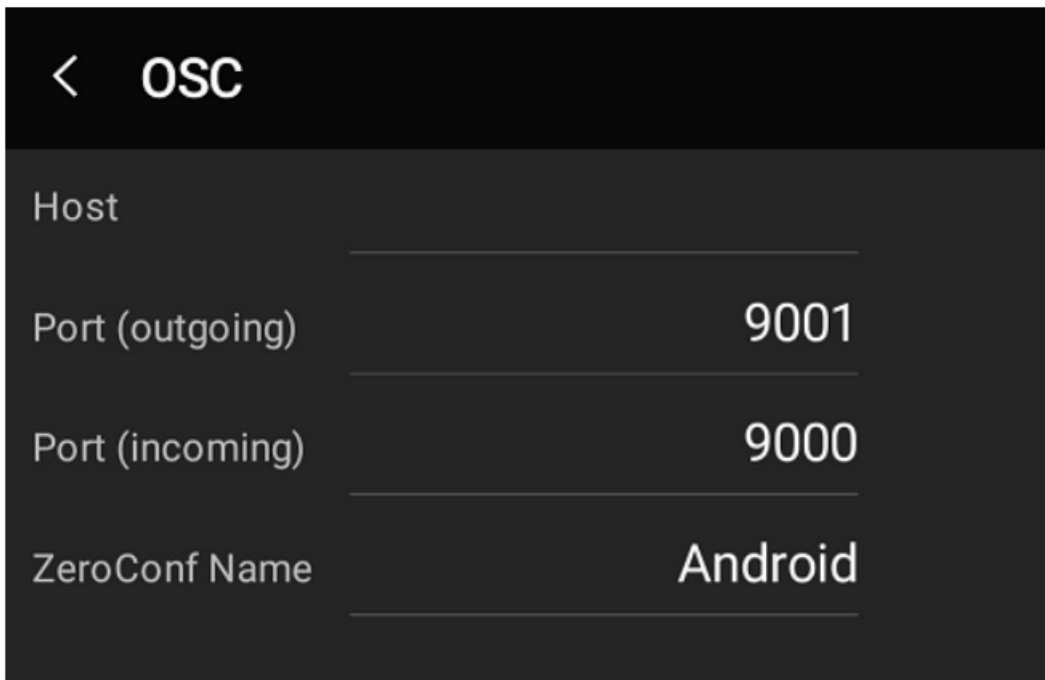 OSC
Host
Port (outgoing) 9001
Port (incoming) 9000
ZeroConf Name Android